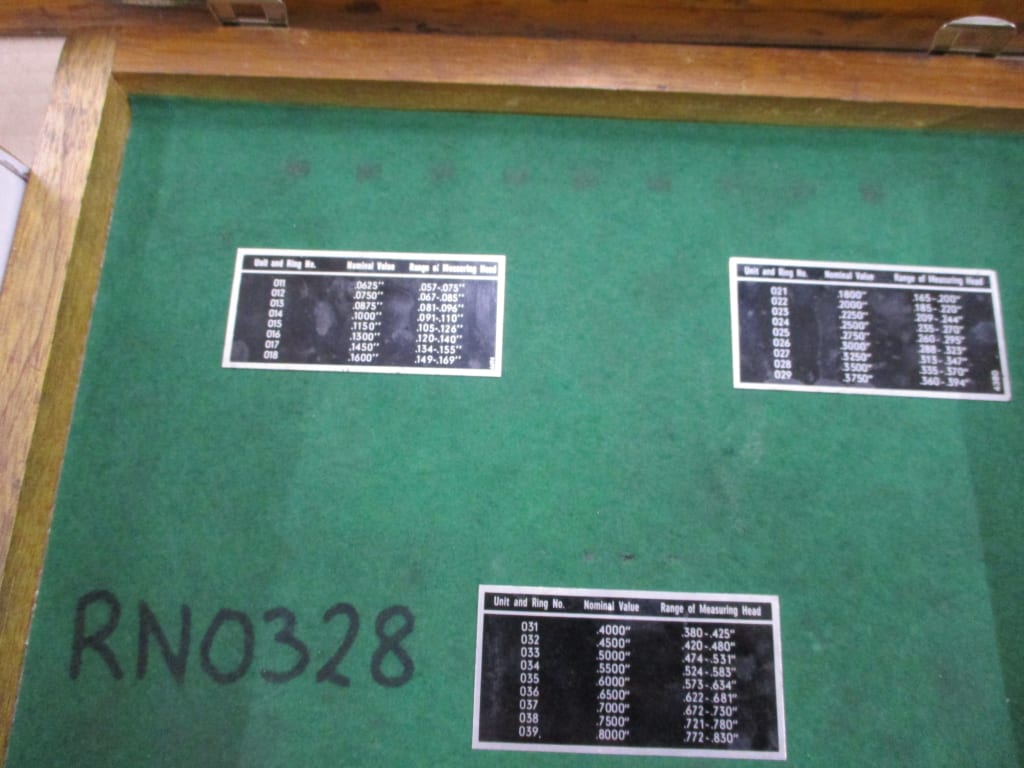 Unit and Ring No. Nominal Value Range of Measuring Head
011 .0625" .057-.075"
012 .0750" .067-.085"
013 .0875" .081-.096"
014 .1000" .091-.110"
015 .1150" .105-.126"
016 .1300" .120-.140"
017 .1450" .134-.155"
018 .1600" .149-.169"
Unit and Ring No. Nominal Value Range of Measuring Head
021 .1800" .165-.200"
022 .2000" .185-.220"
023 .2250" .209-.244"
024 .2500" .235-.270"
025 .2750" .260-.295"
026 .3000" .288-.323"
027 .3250" .313-.347"
028 .3500" .335-.370"
029 .3750" .360-.394"
RN0328
Unit and Ring No. Nominal Value Range of Measuring Head
031 .4000" .380-.425"
032 .4500" .420-.480"
033 .5000" .474-.531"
034 .5500" .524-.583"
035 .6000" .573-.634"
036 .6500" .622-.681"
037 .7000" .672-.730"
038 .7500" .721-.780"
039 .8000" .772-.830"